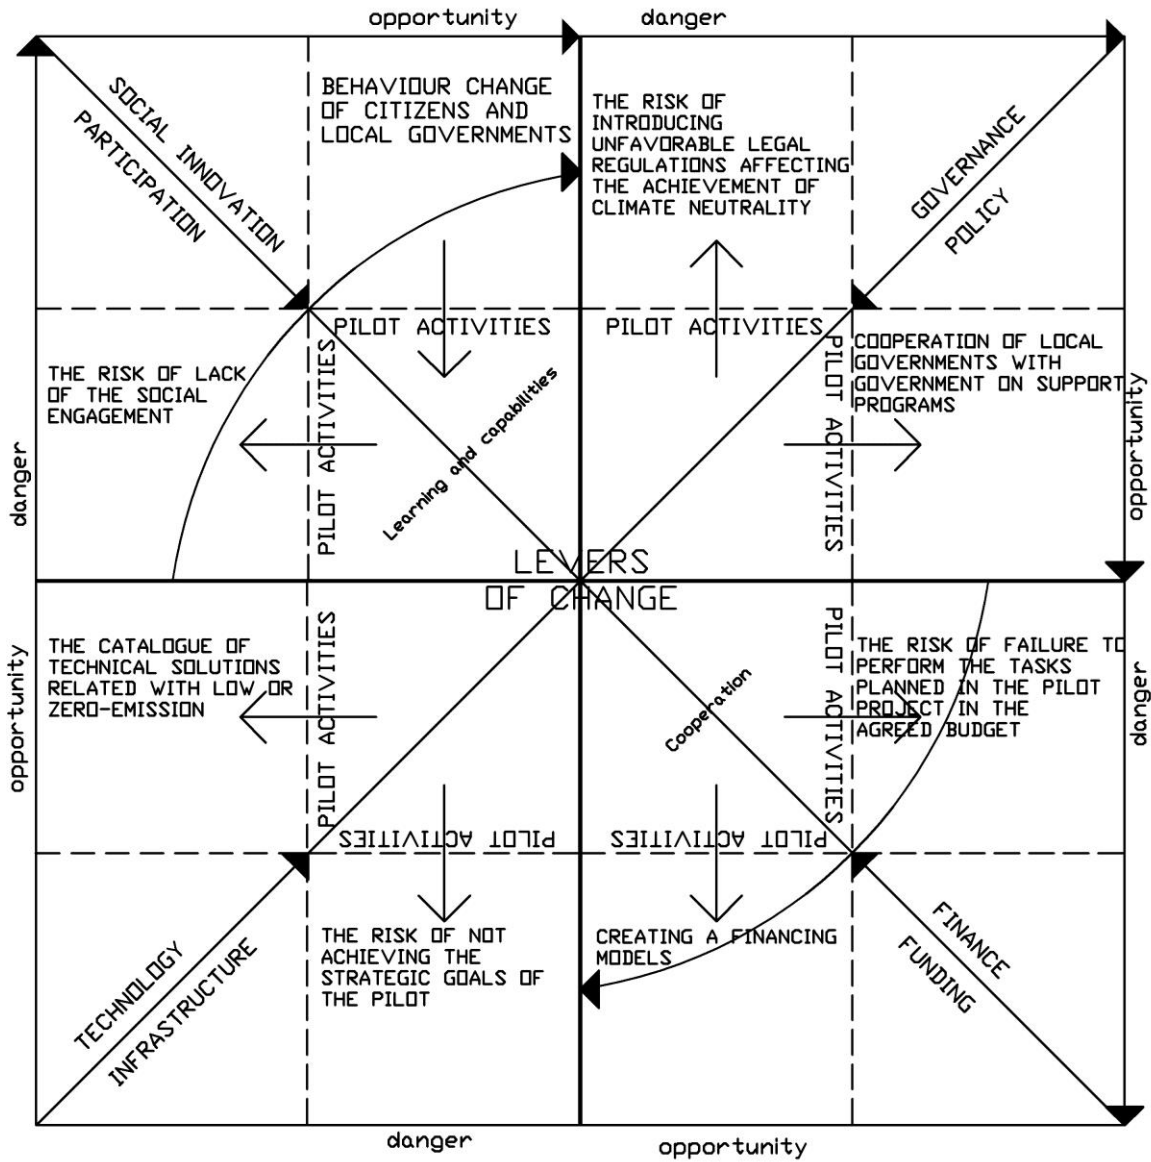 opportunity
danger
SOCIAL INNOVATION
PARTICIPATION
BEHAVIOUR CHANGE
OF CITIZENS AND
LOCAL GOVERNMENTS
THE RISK OF
INTRODUCING
UNFAVORABLE LEGAL
REGULATIONS AFFECTING
THE ACHIEVEMENT OF
CLIMATE NEUTRALITY
GOVERNANCE
POLICY
PILOT ACTIVITIES
PILOT ACTIVITIES
danger
THE RISK OF LACK
OF THE SOCIAL
ENGAGEMENT
PILOT ACTIVITIES
Learning and capabilities
PILOT ACTIVITIES
COOPERATION OF LOCAL
GOVERNMENTS WITH
GOVERNMENT ON SUPPORT
PROGRAMS
opportunity
LEVERS
OF CHANGE
opportunity
THE CATALOGUE OF
TECHNICAL SOLUTIONS
RELATED WITH LOW OR
ZERO-EMISSION
PILOT ACTIVITIES
Cooperation
PILOT ACTIVITIES
THE RISK OF FAILURE TO
PERFORM THE TASKS
PLANNED IN THE PILOT
PROJECT IN THE
AGREED BUDGET
danger
PILOT ACTIVITIES
PILOT ACTIVITIES
TECHNOLOGY
INFRASTRUCTURE
THE RISK OF NOT
ACHIEVING THE
STRATEGIC GOALS OF
THE PILOT
CREATING A FINANCING
MODELS
FINANCE
FUNDING
danger
opportunity